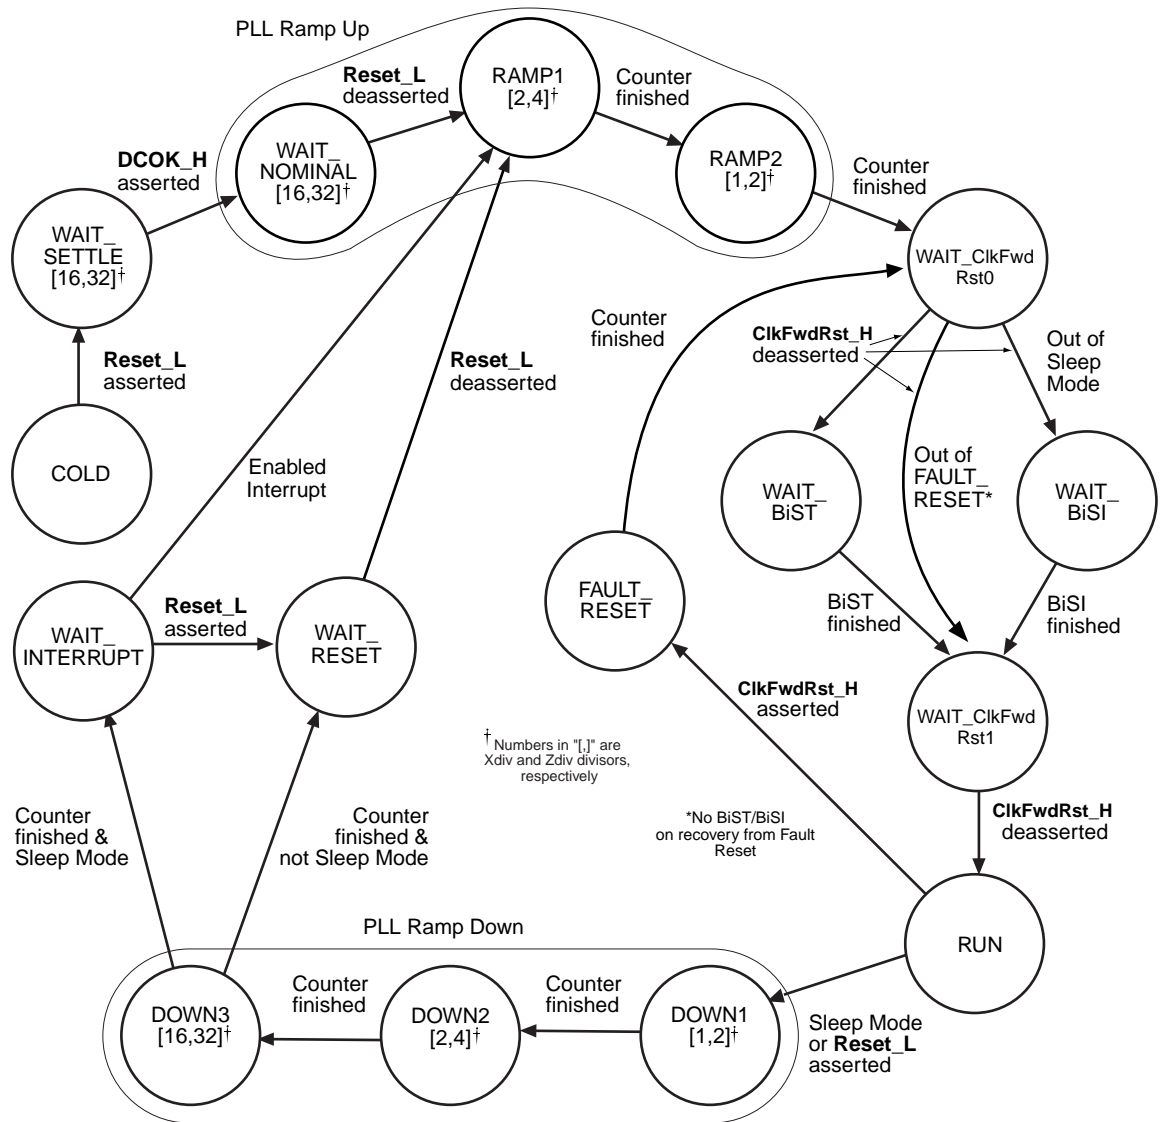 PLL Ramp Up
RAMP1
[2,4]†
Reset_L
deasserted
Counter
finished
WAIT_
NOMINAL
[16,32]†
RAMP2
[1,2]†
DCOK_H
asserted
Counter
finished
WAIT_
SETTLE
[16,32]†
WAIT_ClkFwd
Rst0
Counter
finished
ClkFwdRst_H
deasserted
Out of
Sleep
Mode
Reset_L
asserted
Reset_L
deasserted
COLD
Enabled
Interrupt
Out of
FAULT_
RESET*
WAIT_
BiST
WAIT_
BiSI
FAULT_
RESET
BiST
finished
BiSI
finished
Reset_L
asserted
WAIT_
INTERRUPT
WAIT_
RESET
ClkFwdRst_H
asserted
WAIT_ClkFwd
Rst1
† Numbers in "[,]" are
Xdiv and Zdiv divisors,
respectively
Counter
finished &
Sleep Mode
Counter
finished &
not Sleep Mode
*No BiST/BiSI
on recovery from Fault
Reset
ClkFwdRst_H
deasserted
PLL Ramp Down
RUN
DOWN3
[16,32]†
Counter
finished
DOWN2
[2,4]†
Counter
finished
DOWN1
[1,2]†
Sleep Mode
or Reset_L
asserted